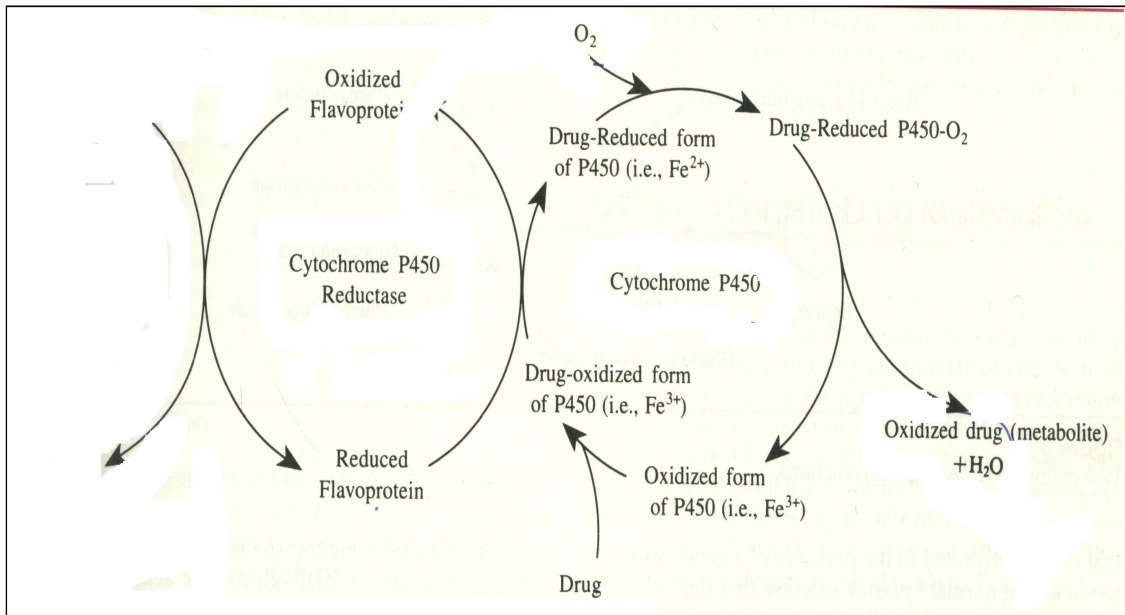 O₂
Oxidized
Flavoprotein
Drug-Reduced form
of P450 (i.e., Fe²⁺)
Drug-Reduced P450-O₂
Cytochrome P450
Reductase
Cytochrome P450
Drug-oxidized form
of P450 (i.e., Fe³⁺)
Reduced
Flavoprotein
Oxidized form
of P450 (i.e., Fe³⁺)
Oxidized drug (metabolite)
+H₂O
Drug